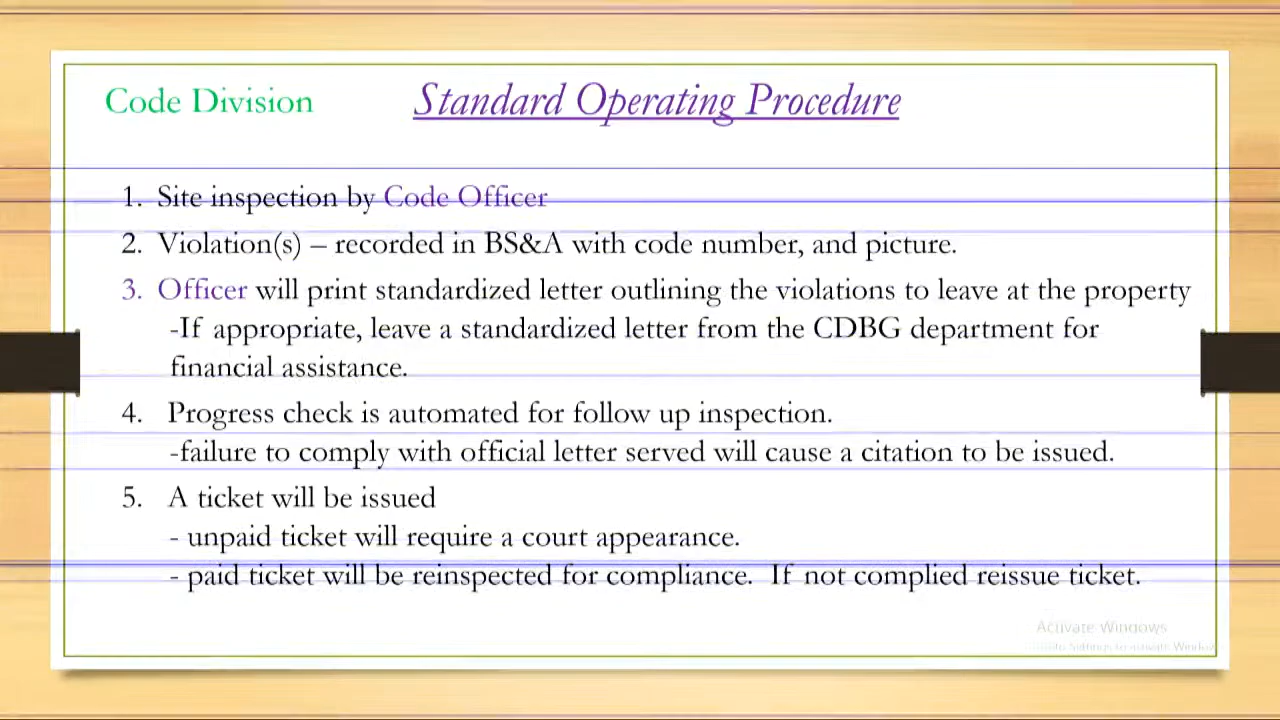 Code Division Standard Operating Procedure
1. Site inspection by Code Officer
2. Violation(s) – recorded in BS&A with code number, and picture.
3. Officer will print standardized letter outlining the violations to leave at the property
-If appropriate, leave a standardized letter from the CDBG department for
financial assistance.
4. Progress check is automated for follow up inspection.
-failure to comply with official letter served will cause a citation to be issued.
5. A ticket will be issued
- unpaid ticket will require a court appearance.
- paid ticket will be reinspected for compliance. If not complied reissue ticket.
Activate Windows